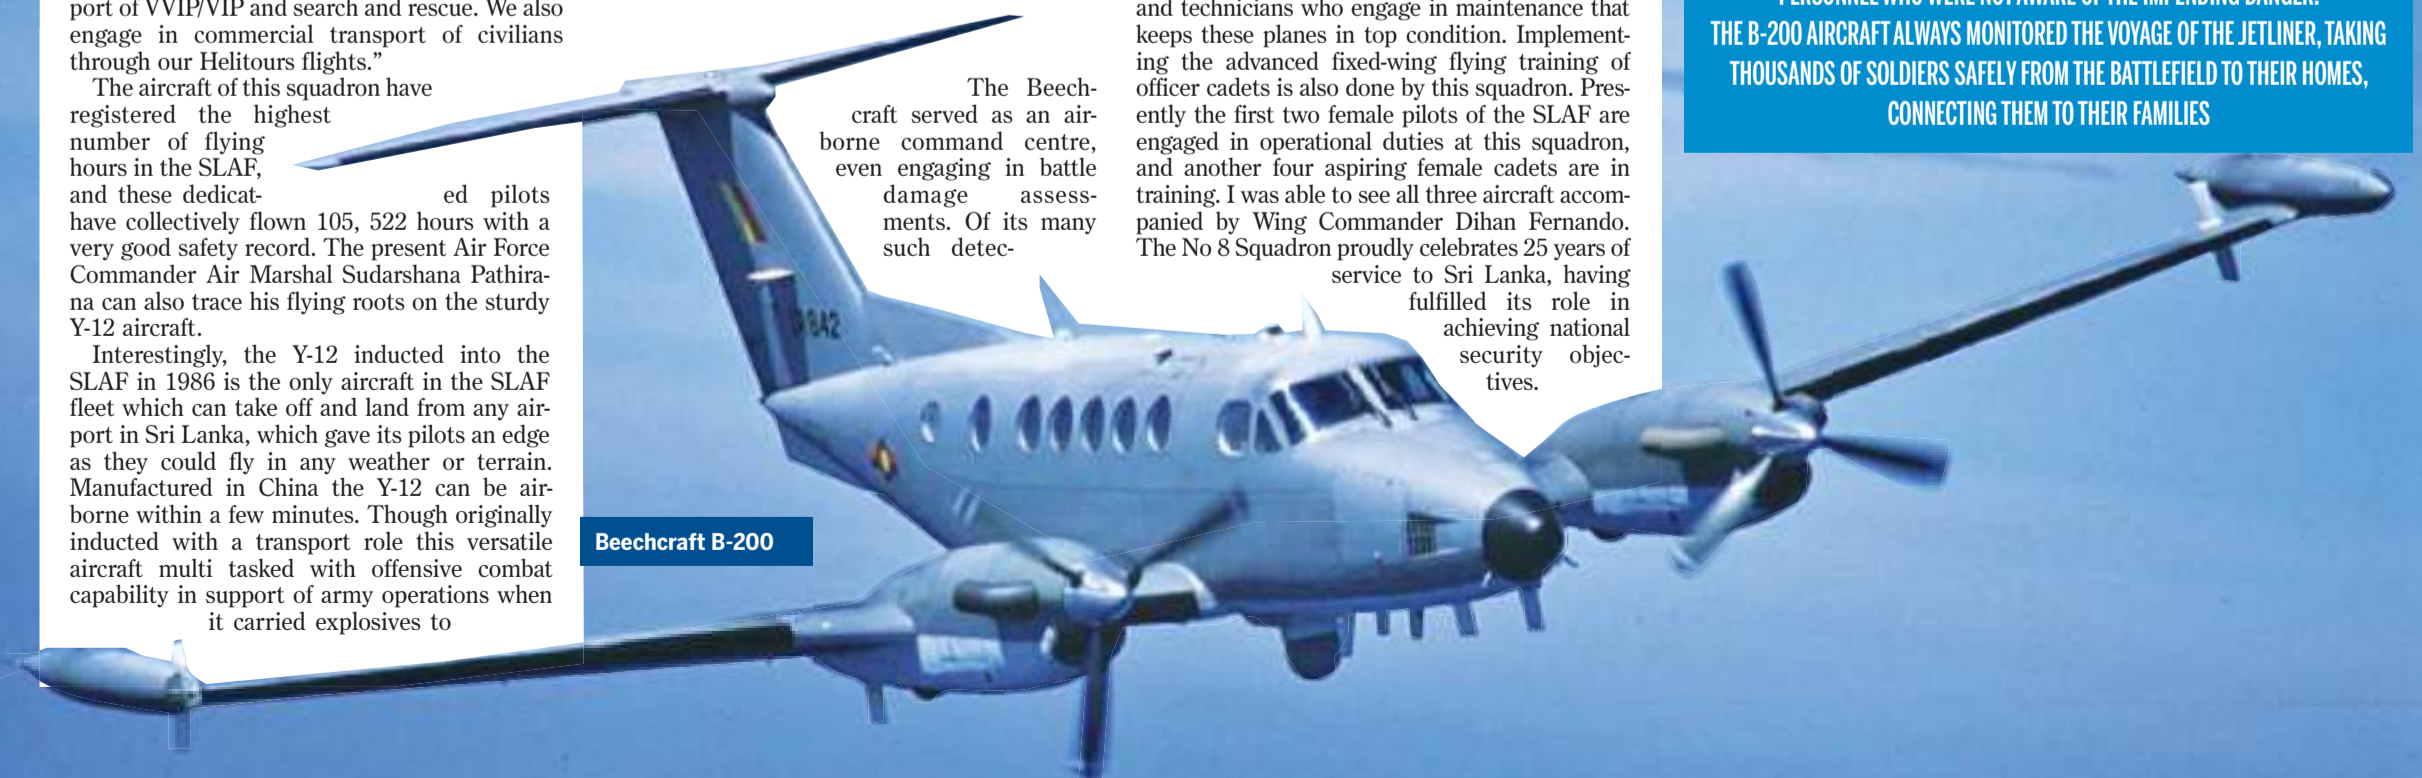 port of VVIP/VIP and search and rescue. We also
engage in commercial transport of civilians
through our Helitours flights.”
The aircraft of this squadron have
registered the highest
number of flying
hours in the SLAF,
and these dedicat- ed pilots
have collectively flown 105, 522 hours with a
very good safety record. The present Air Force
Commander Air Marshal Sudarshana Pathira-
na can also trace his flying roots on the sturdy
Y-12 aircraft.
Interestingly, the Y-12 inducted into the
SLAF in 1986 is the only aircraft in the SLAF
fleet which can take off and land from any air-
port in Sri Lanka, which gave its pilots an edge
as they could fly in any weather or terrain.
Manufactured in China the Y-12 can be air-
borne within a few minutes. Though originally
inducted with a transport role this versatile
aircraft multi tasked with offensive combat
capability in support of army operations when
it carried explosives to
The Beech-
craft served as an air-
borne command centre,
even engaging in battle
damage assess-
ments. Of its many
such detec-
and technicians who engage in maintenance that
keeps these planes in top condition. Implement-
ing the advanced fixed-wing flying training of
officer cadets is also done by this squadron. Pres-
ently the first two female pilots of the SLAF are
engaged in operational duties at this squadron,
and another four aspiring female cadets are in
training. I was able to see all three aircraft accom-
panied by Wing Commander Dihan Fernando.
The No 8 Squadron proudly celebrates 25 years of
service to Sri Lanka, having
fulfilled its role in
achieving national
security objec-
tives.
PERSONNEL WHO WERE NOT AWARE OF THE IMPENDING DANGER.
THE B-200 AIRCRAFT ALWAYS MONITORED THE VOYAGE OF THE JETLINER, TAKING
THOUSANDS OF SOLDIERS SAFELY FROM THE BATTLEFIELD TO THEIR HOMES,
CONNECTING THEM TO THEIR FAMILIES
842
Beechcraft B-200